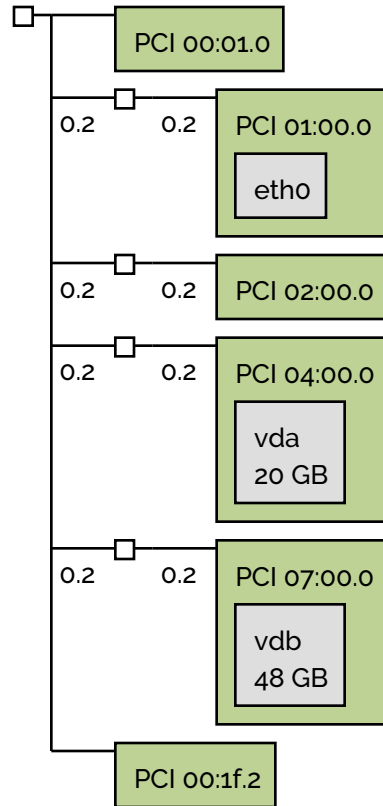 PCI 00:01.0
0.2 0.2 PCI 01:00.0
eth0
0.2 0.2 PCI 02:00.0
0.2 0.2 PCI 04:00.0
vda
20 GB
0.2 0.2 PCI 07:00.0
vdb
48 GB
PCI 00:1f.2